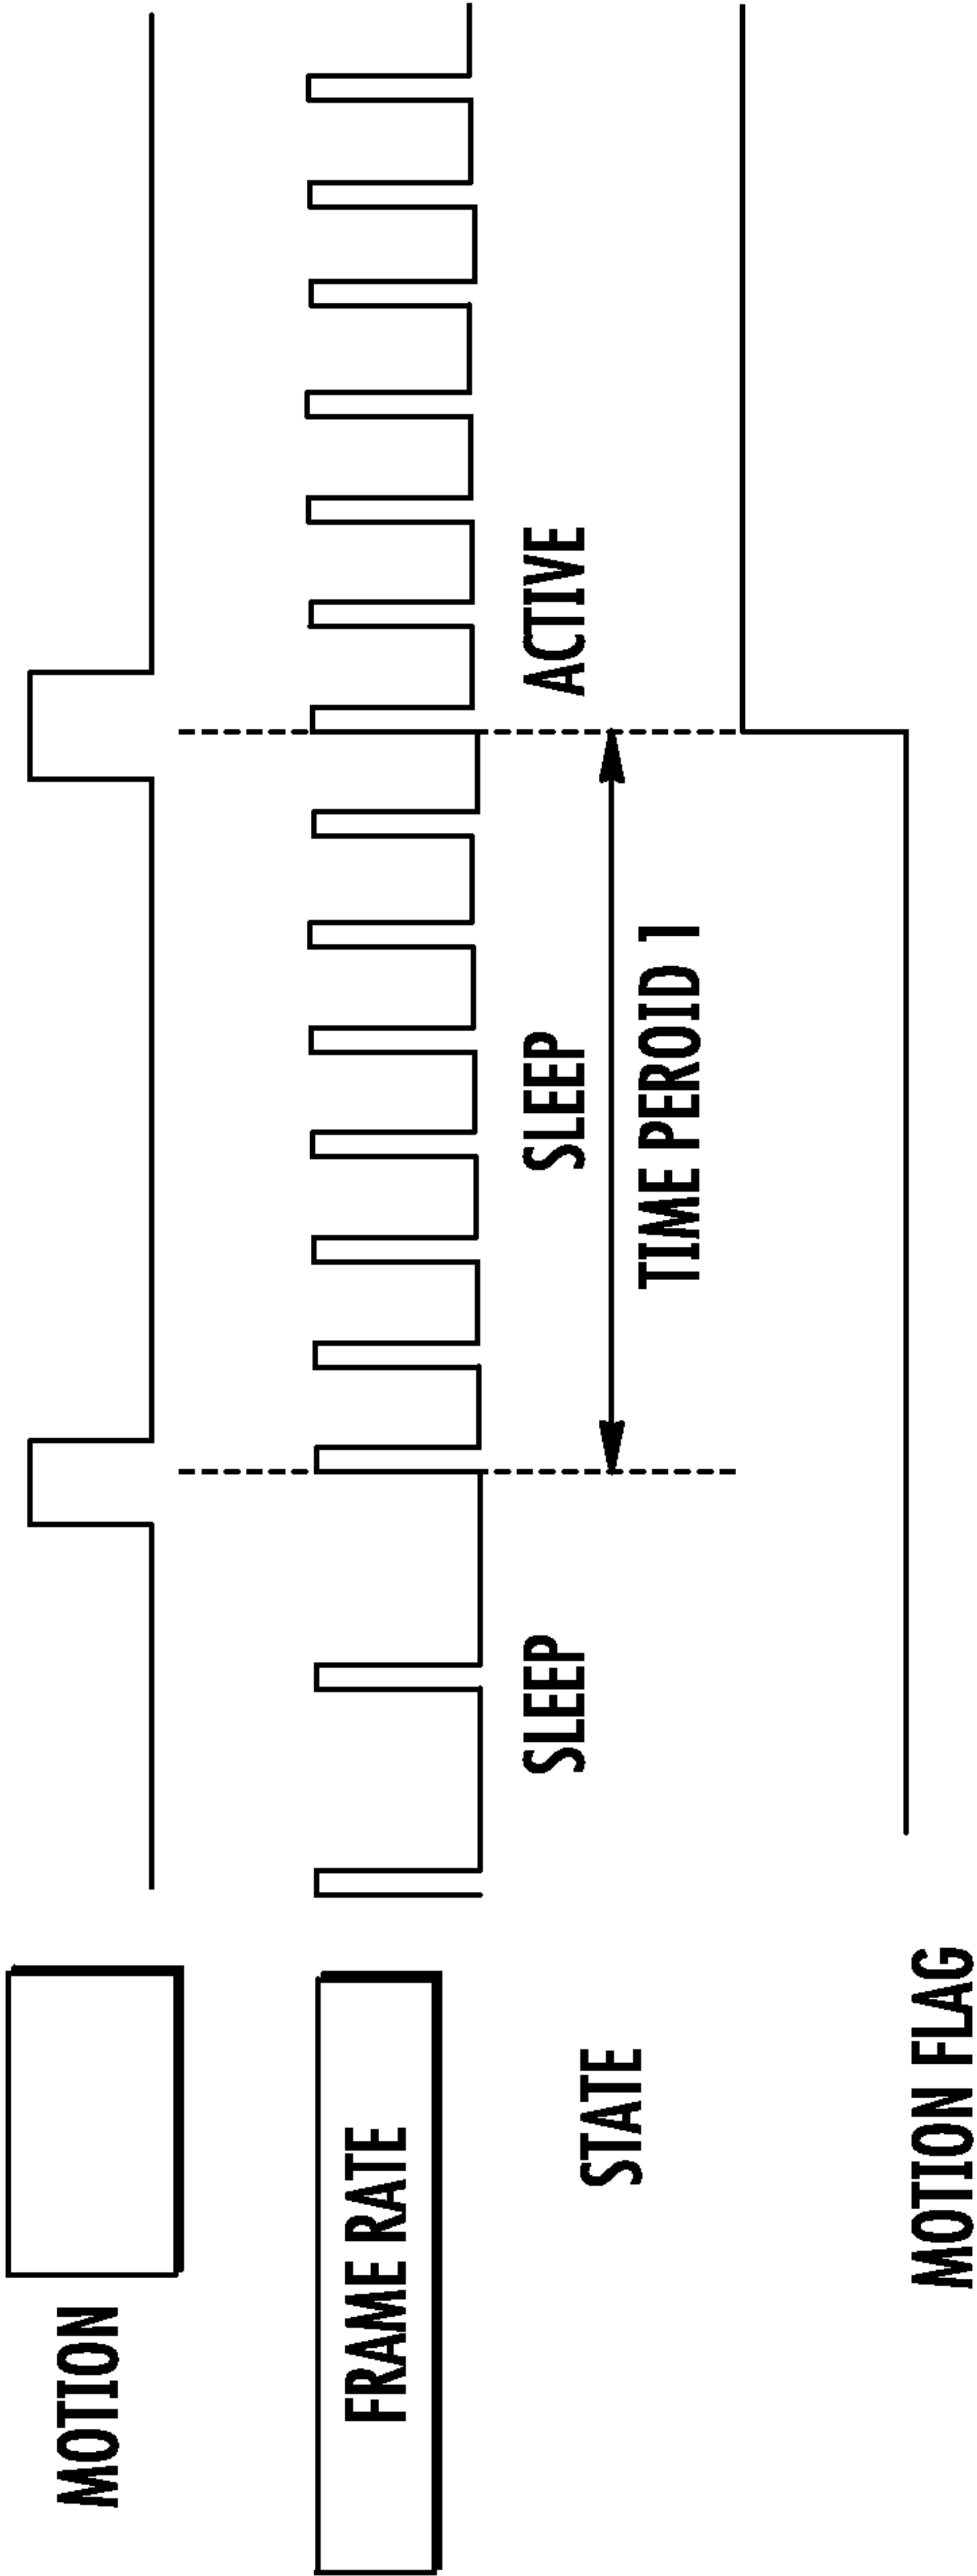 MOTION
FRAME RATE
STATE
SLEEP
SLEEP
ACTIVE
TIME PEROID 1
MOTION FLAG